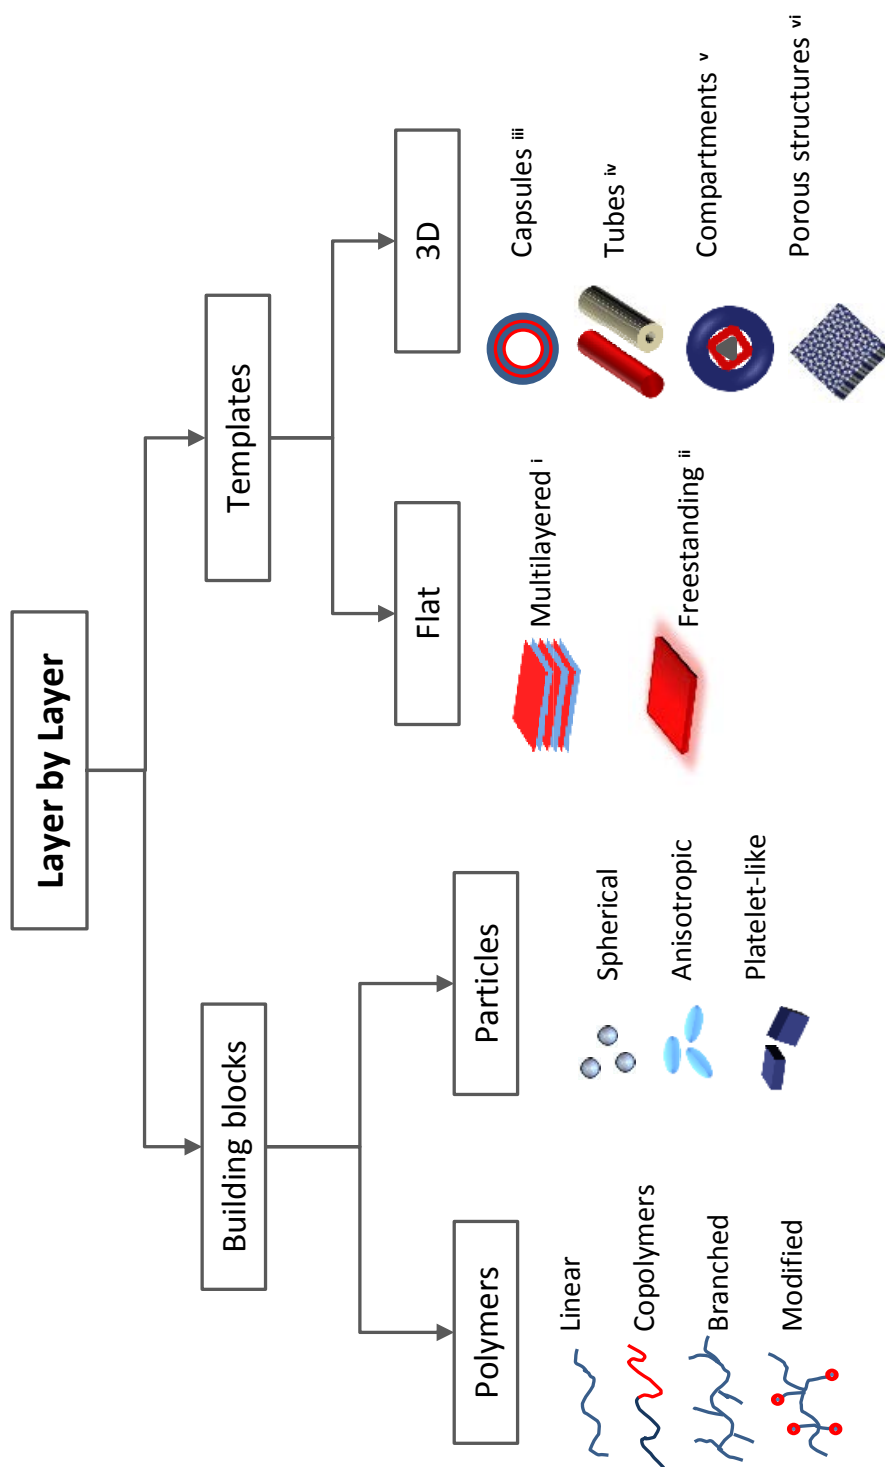 Layer by Layer
Building blocks
Templates
Polymers
Particles
Flat
3D
Linear
Copolymers
Branched
Modified
Spherical
Anisotropic
Platelet-like
Multilayered i
Freestanding ii
Capsules iii
Tubes iv
Compartments v
Porous structures vi